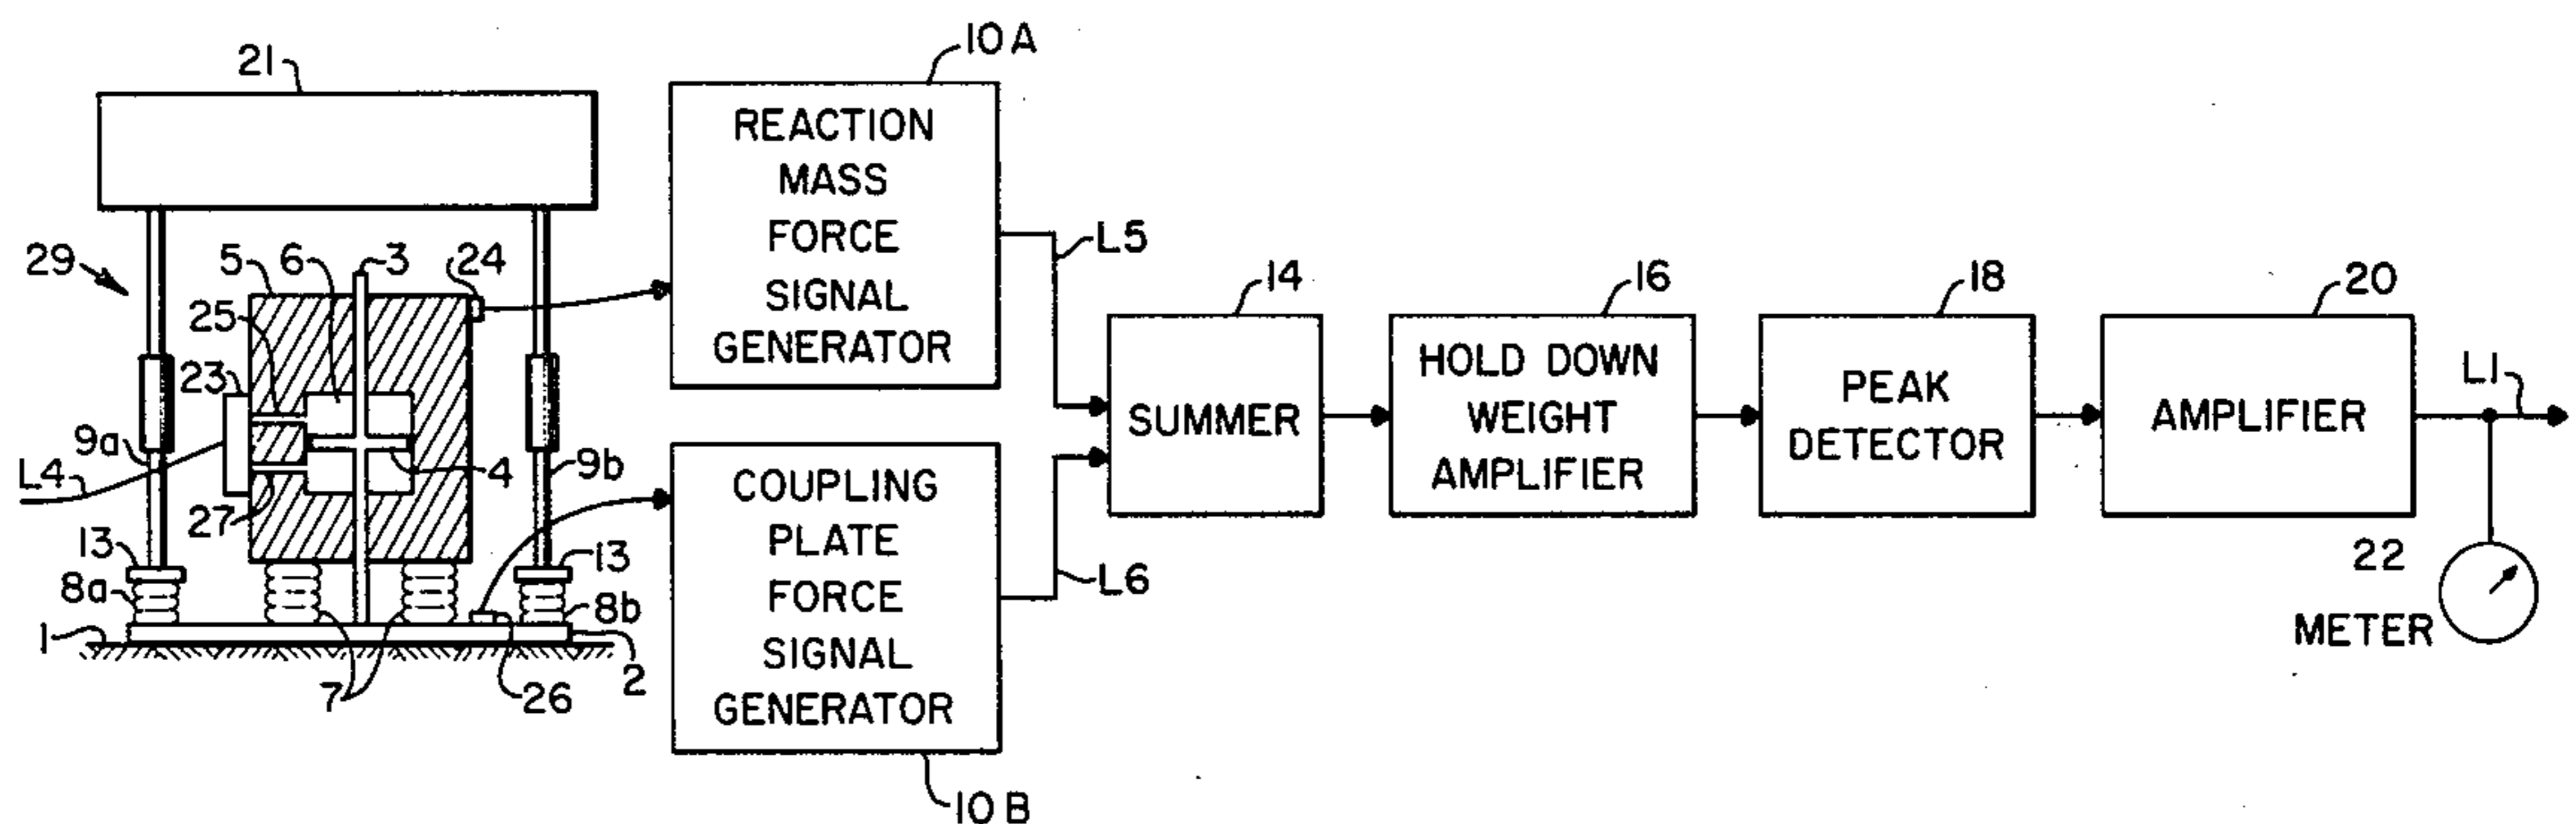 21
10A
REACTION
MASS
FORCE
SIGNAL
GENERATOR
29
5
6
3
24
25
23
9a
L4
27
4
9b
13
13
8a
8b
1
7
26
2
L5
L6
COUPLING
PLATE
FORCE
SIGNAL
GENERATOR
10B
14
SUMMER
16
HOLD DOWN
WEIGHT
AMPLIFIER
18
PEAK
DETECTOR
20
AMPLIFIER
L1
22
METER